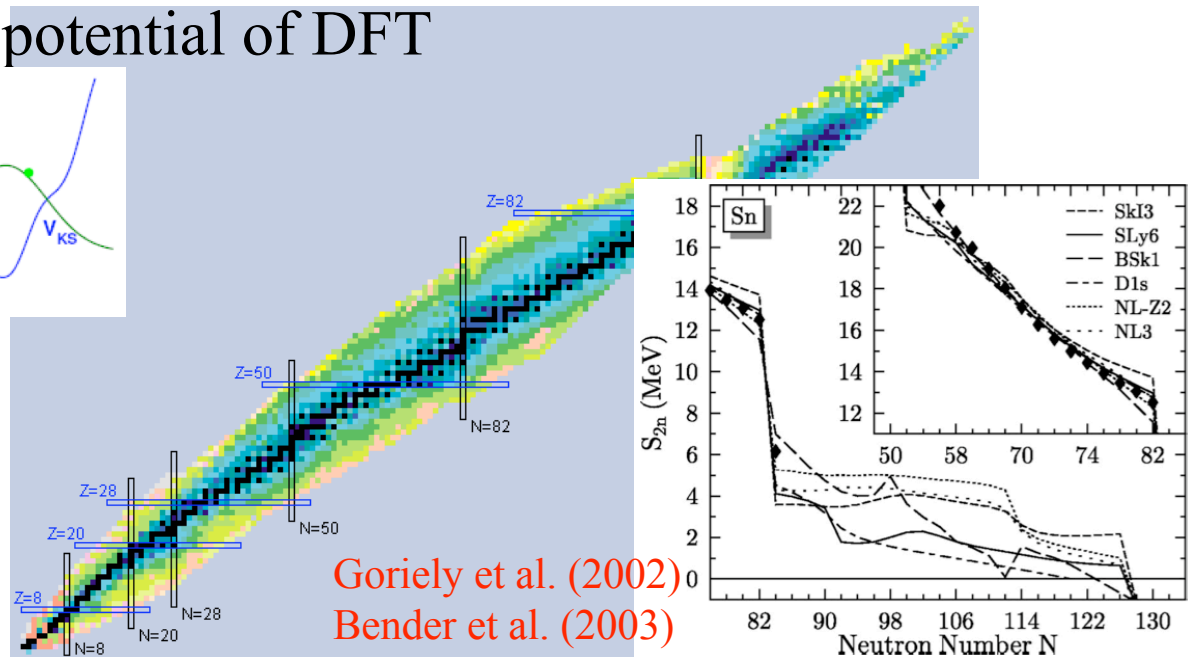 potential of DFT
V_KS
Z=82
Z=50
N=82
Z=28
N=50
Z=20
N=28
Z=8
N=20
N=8
Goriely et al. (2002)
Bender et al. (2003)
Sn
SkI3
SLy6
BSk1
D1s
NL-Z2
NL3
22
20
18
16
14
12
50 58 70 74 82
18
16
14
12
10
8
6
4
2
0
S_2n (MeV)
82 90 98 106 114 122 130
Neutron Number N